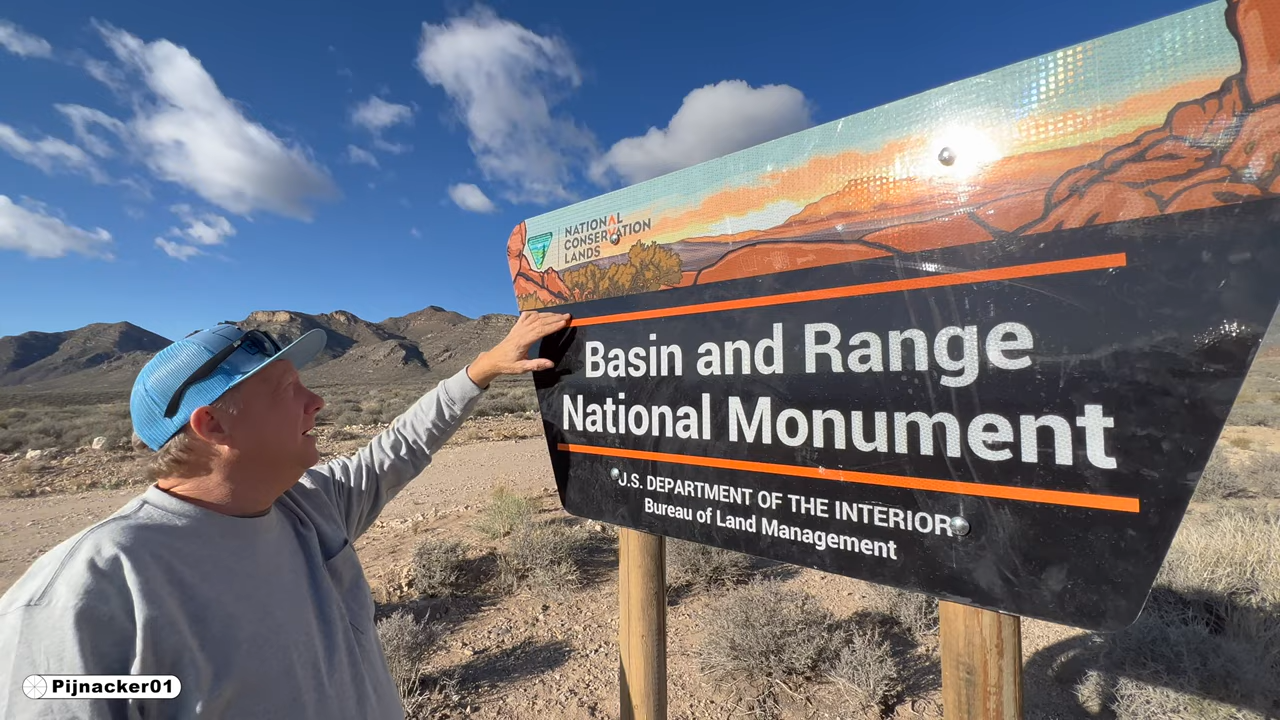 NATIONAL
CONSERVATION
LANDS
Basin and Range
National Monument
U.S. DEPARTMENT OF THE INTERIOR
Bureau of Land Management
Pijnacker01